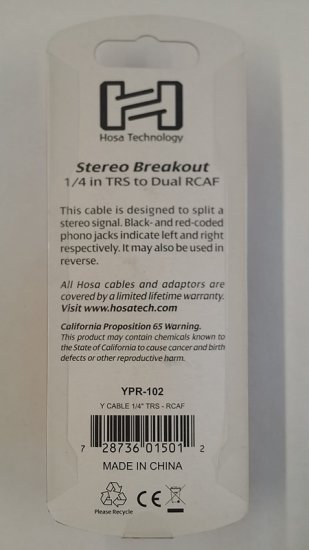 Hosa Technology
Stereo Breakout
1/4 in TRS to Dual RCAF
This cable is designed to split a
stereo signal. Black- and red-coded
phono jacks indicate left and right
respectively. It may also be used in
reverse.
All Hosa cables and adaptors are
covered by a limited lifetime warranty.
Visit www.hosatech.com
California Proposition 65 Warning.
This product may contain chemicals known to
the State of California to cause cancer and birth
defects or other reproductive harm.
YPR-102
Y CABLE 1/4" TRS - RCAF
7 28736 01501 2
MADE IN CHINA
Please Recycle
CE